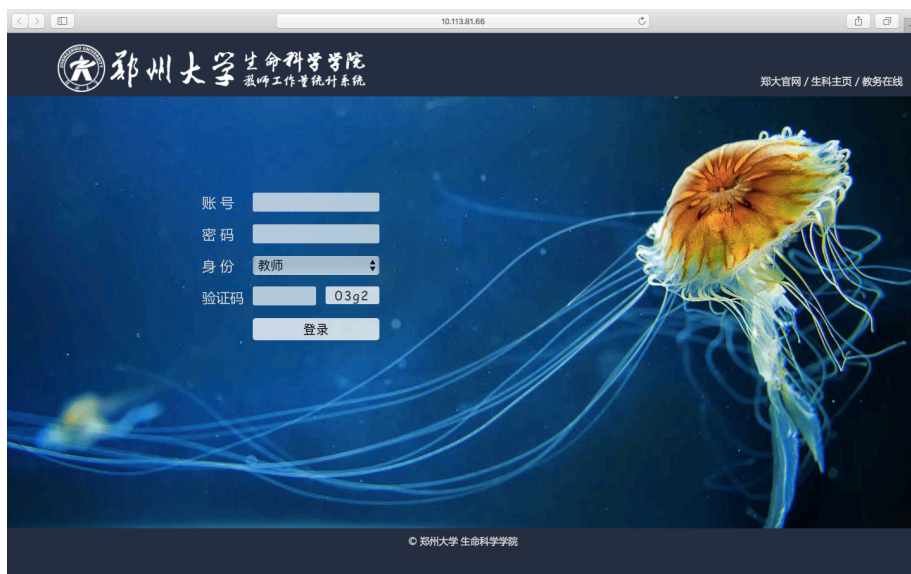 10.113.81.66
郑州大学生命科学学院
教师工作量统计系统
郑大官网 / 生科主页 / 教务在线
账 号
密 码
身 份 教师
验证码 03g2
登录
© 郑州大学 生命科学学院